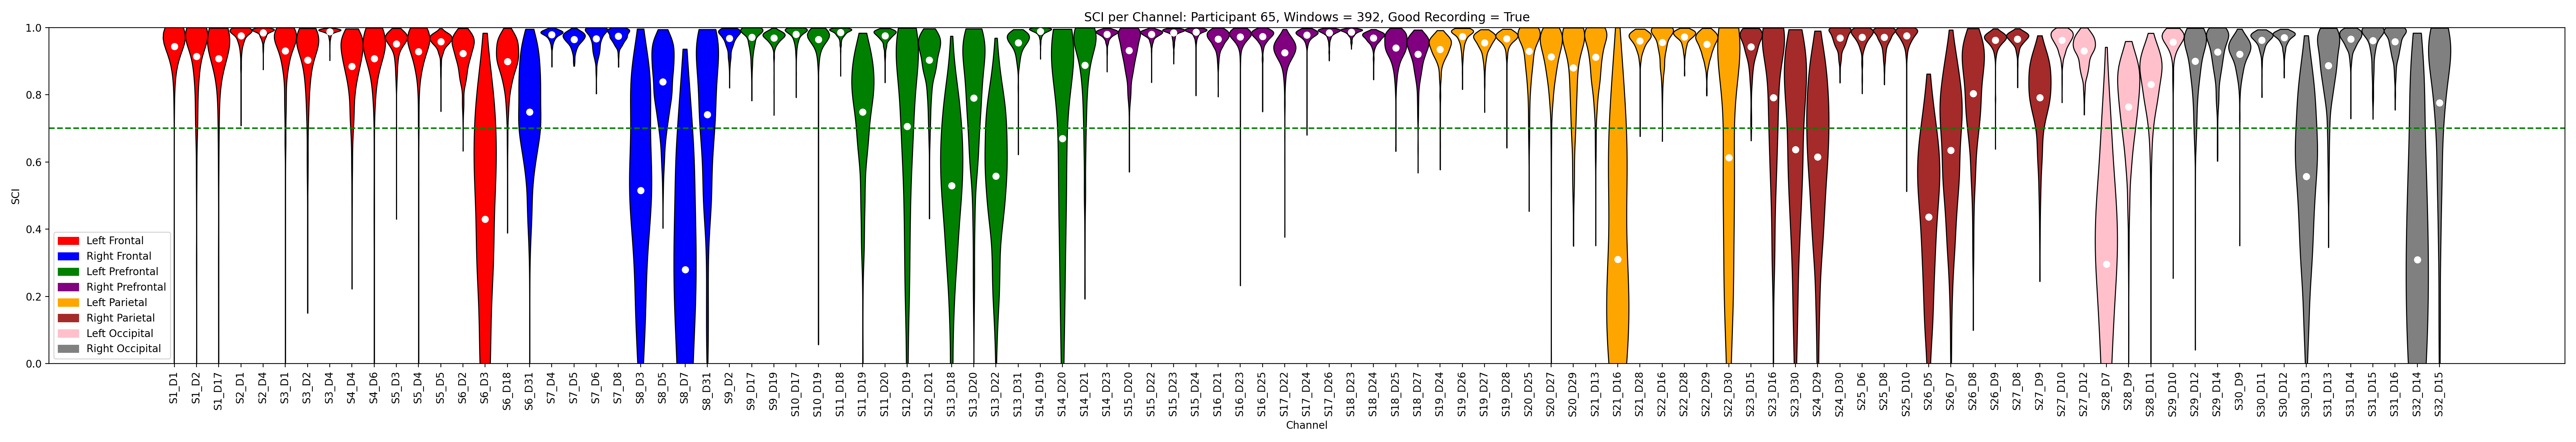 SCI per Channel: Participant 65, Windows = 392, Good Recording = True
SCI
1.0
0.8
0.6
0.4
0.2
0.0
Left Frontal
Right Frontal
Left Prefrontal
Right Prefrontal
Left Parietal
Right Parietal
Left Occipital
Right Occipital
S1_D1
S1_D2
S1_D17
S2_D1
S2_D4
S3_D1
S3_D2
S3_D4
S4_D4
S4_D6
S5_D3
S5_D4
S5_D5
S6_D2
S6_D3
S6_D18
S6_D31
S7_D4
S7_D5
S7_D6
S7_D8
S8_D3
S8_D5
S8_D7
S8_D31
S9_D2
S9_D17
S9_D19
S10_D17
S10_D19
S11_D18
S11_D19
S11_D20
S12_D19
S12_D21
S13_D18
S13_D20
S13_D22
S13_D31
S14_D19
S14_D20
S14_D21
S14_D23
S15_D20
S15_D22
S15_D23
S15_D24
S16_D21
S16_D23
S16_D25
S17_D22
S17_D24
S17_D26
S18_D23
S18_D24
S18_D25
S18_D27
S19_D24
S19_D26
S19_D27
S19_D28
S20_D25
S20_D27
S20_D29
S21_D13
S21_D16
S21_D28
S22_D16
S22_D28
S22_D29
S22_D30
S23_D15
S23_D16
S23_D30
S24_D29
S24_D30
S25_D6
S25_D8
S25_D10
S26_D5
S26_D7
S26_D8
S26_D9
S27_D8
S27_D9
S27_D10
S27_D12
S28_D7
S28_D9
S28_D11
S29_D10
S29_D12
S29_D14
S30_D9
S30_D11
S30_D12
S30_D13
S31_D13
S31_D14
S31_D15
S31_D16
S32_D14
S32_D15
Channel